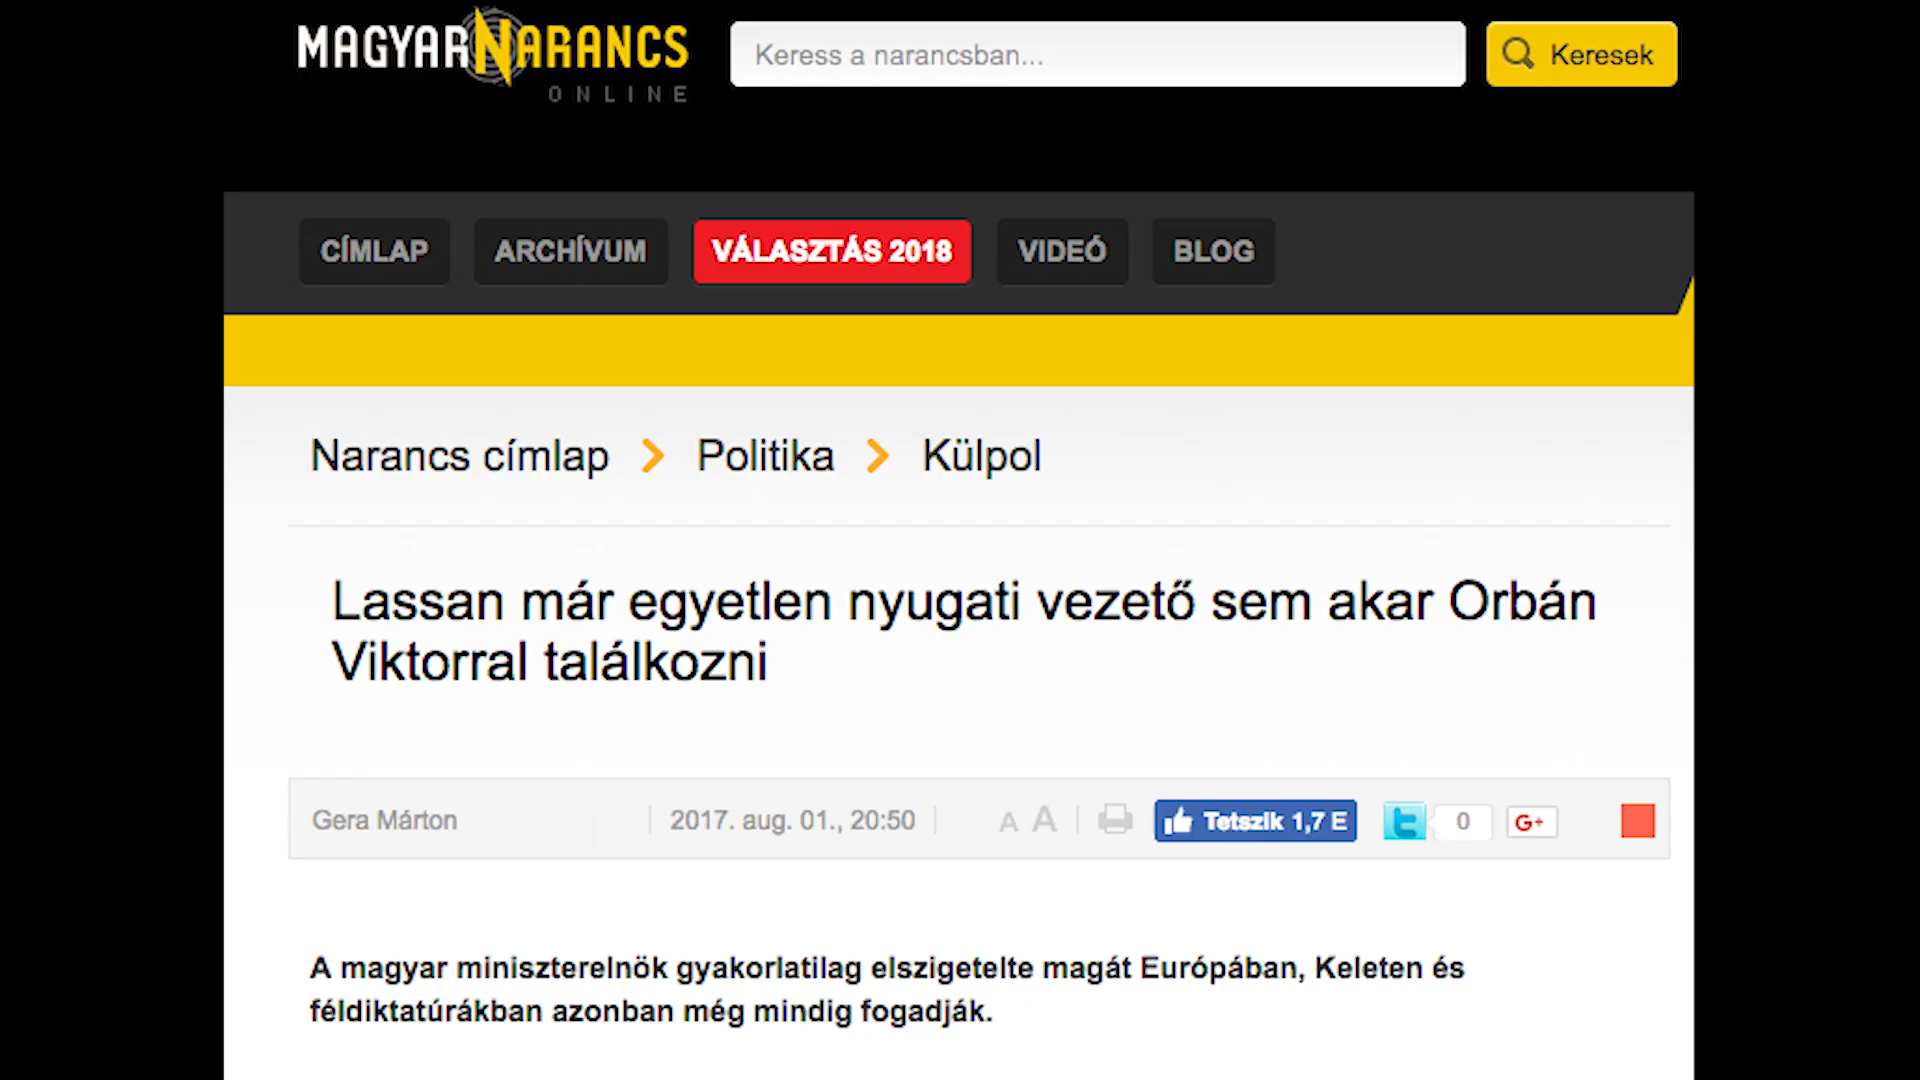 MAGYARNARANCS
ONLINE
Keress a narancsban...
Keresek
CÍMLAP
ARCHÍVUM
VÁLASZTÁS 2018
VIDEÓ
BLOG
Narancs címlap
Politika
Külpol
Lassan már egyetlen nyugati vezető sem akar Orbán
Viktorral találkozni
Gera Márton
2017. aug. 01., 20:50
A A
Tetszik 1,7 E
0
G+
A magyar miniszterelnök gyakorlatilag elszigetelte magát Európában, Keleten és
féldiktatúrákban azonban még mindig fogadják.